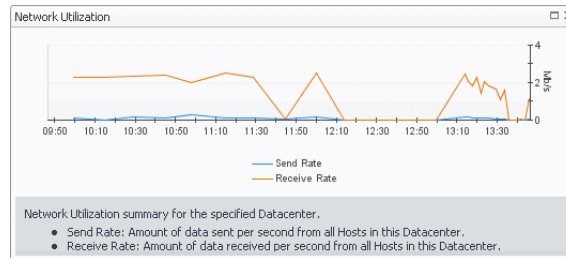 Network Utilization
4
2
0
Mb/s
09:50 10:10 10:30 10:50 11:10 11:30 11:50 12:10 12:30 12:50 13:10 13:30
Send Rate
Receive Rate
Network Utilization summary for the specified Datacenter.
• Send Rate: Amount of data sent per second from all Hosts in this Datacenter.
• Receive Rate: Amount of data received per second from all Hosts in this Datacenter.